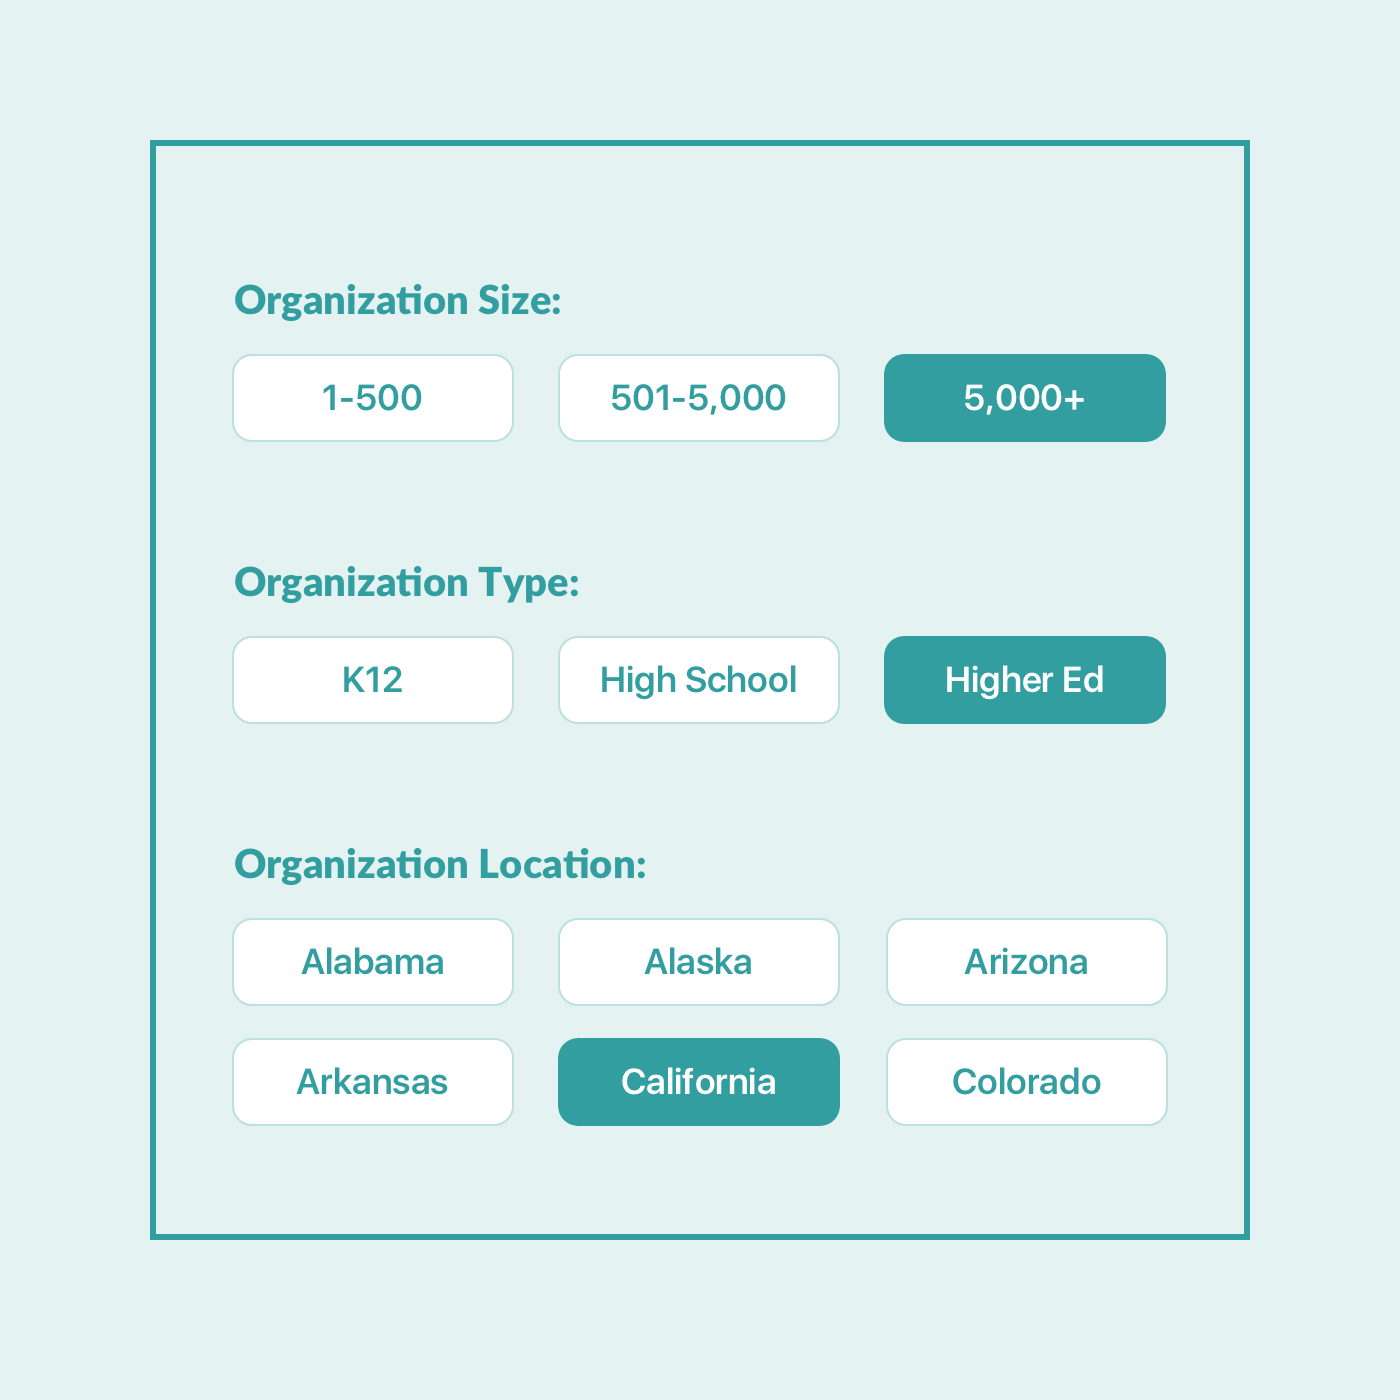 Organization Size:
1-500 501-5,000 5,000+
Organization Type:
K12 High School Higher Ed
Organization Location:
Alabama Alaska Arizona
Arkansas California Colorado